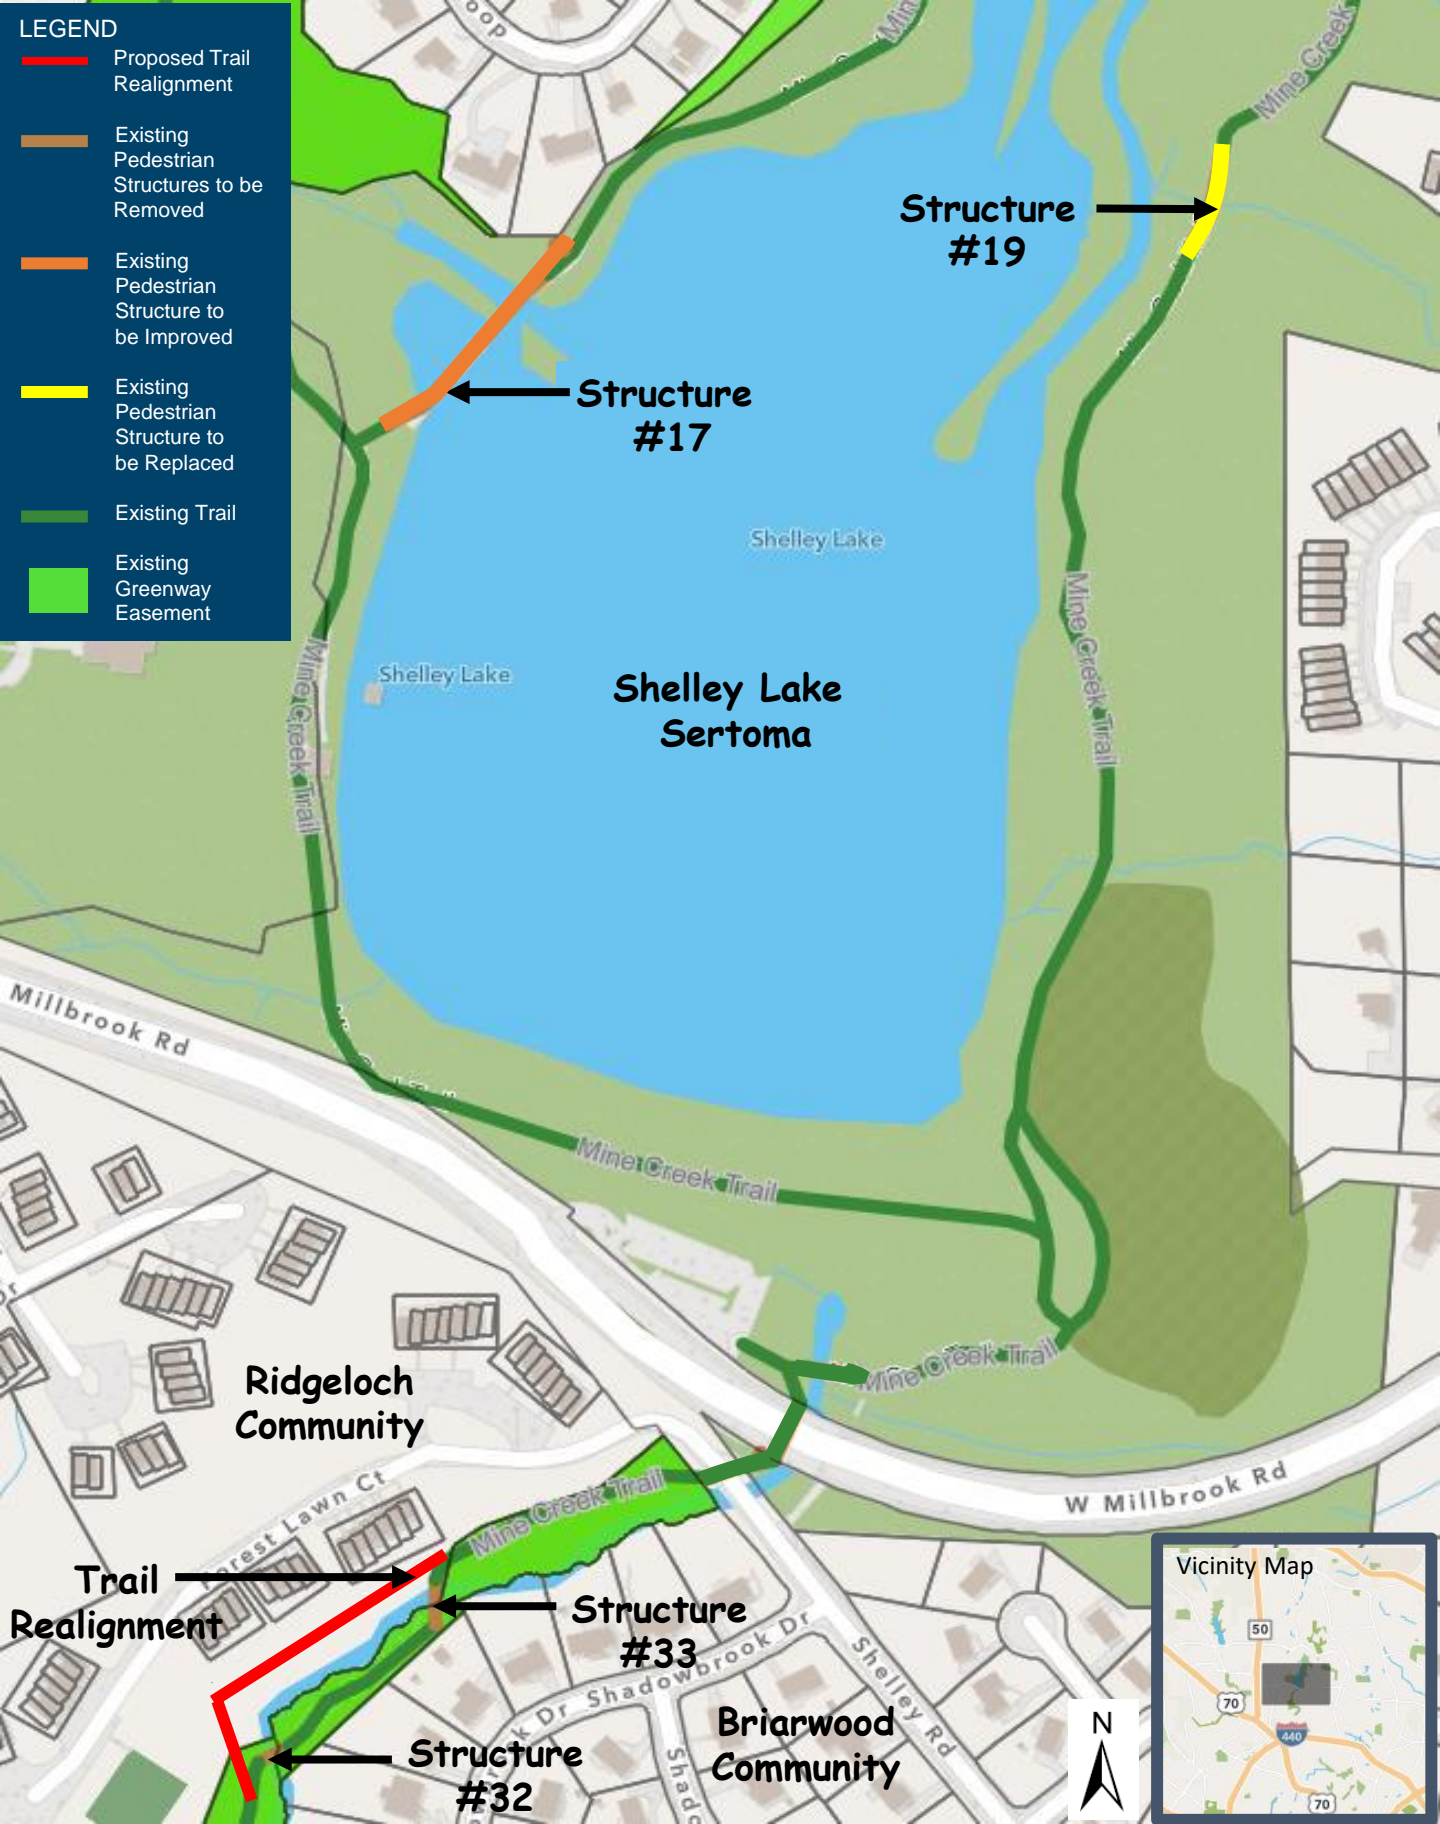 LEGEND
Proposed Trail
Realignment
Existing
Pedestrian
Structures to be
Removed
Existing
Pedestrian
Structure to
be Improved
Existing
Pedestrian
Structure to
be Replaced
Existing Trail
Existing
Greenway
Easement
Mine Creek
Structure
#19
Structure
#17
Shelley Lake
Shelley Lake
Shelley Lake
Sertoma
Mine Creek Trail
Mine Creek Trail
Millbrook Rd
Mine Creek Trail
Mine Creek Trail
Ridgeloch
Community
W Millbrook Rd
Forest Lawn Ct
Mine Creek Trail
Trail
Realignment
Structure
#33
Dr Shadowbrook Dr
Shelley Rd
Briarwood
Community
Structure
#32
N
Vicinity Map
50
70
440
70